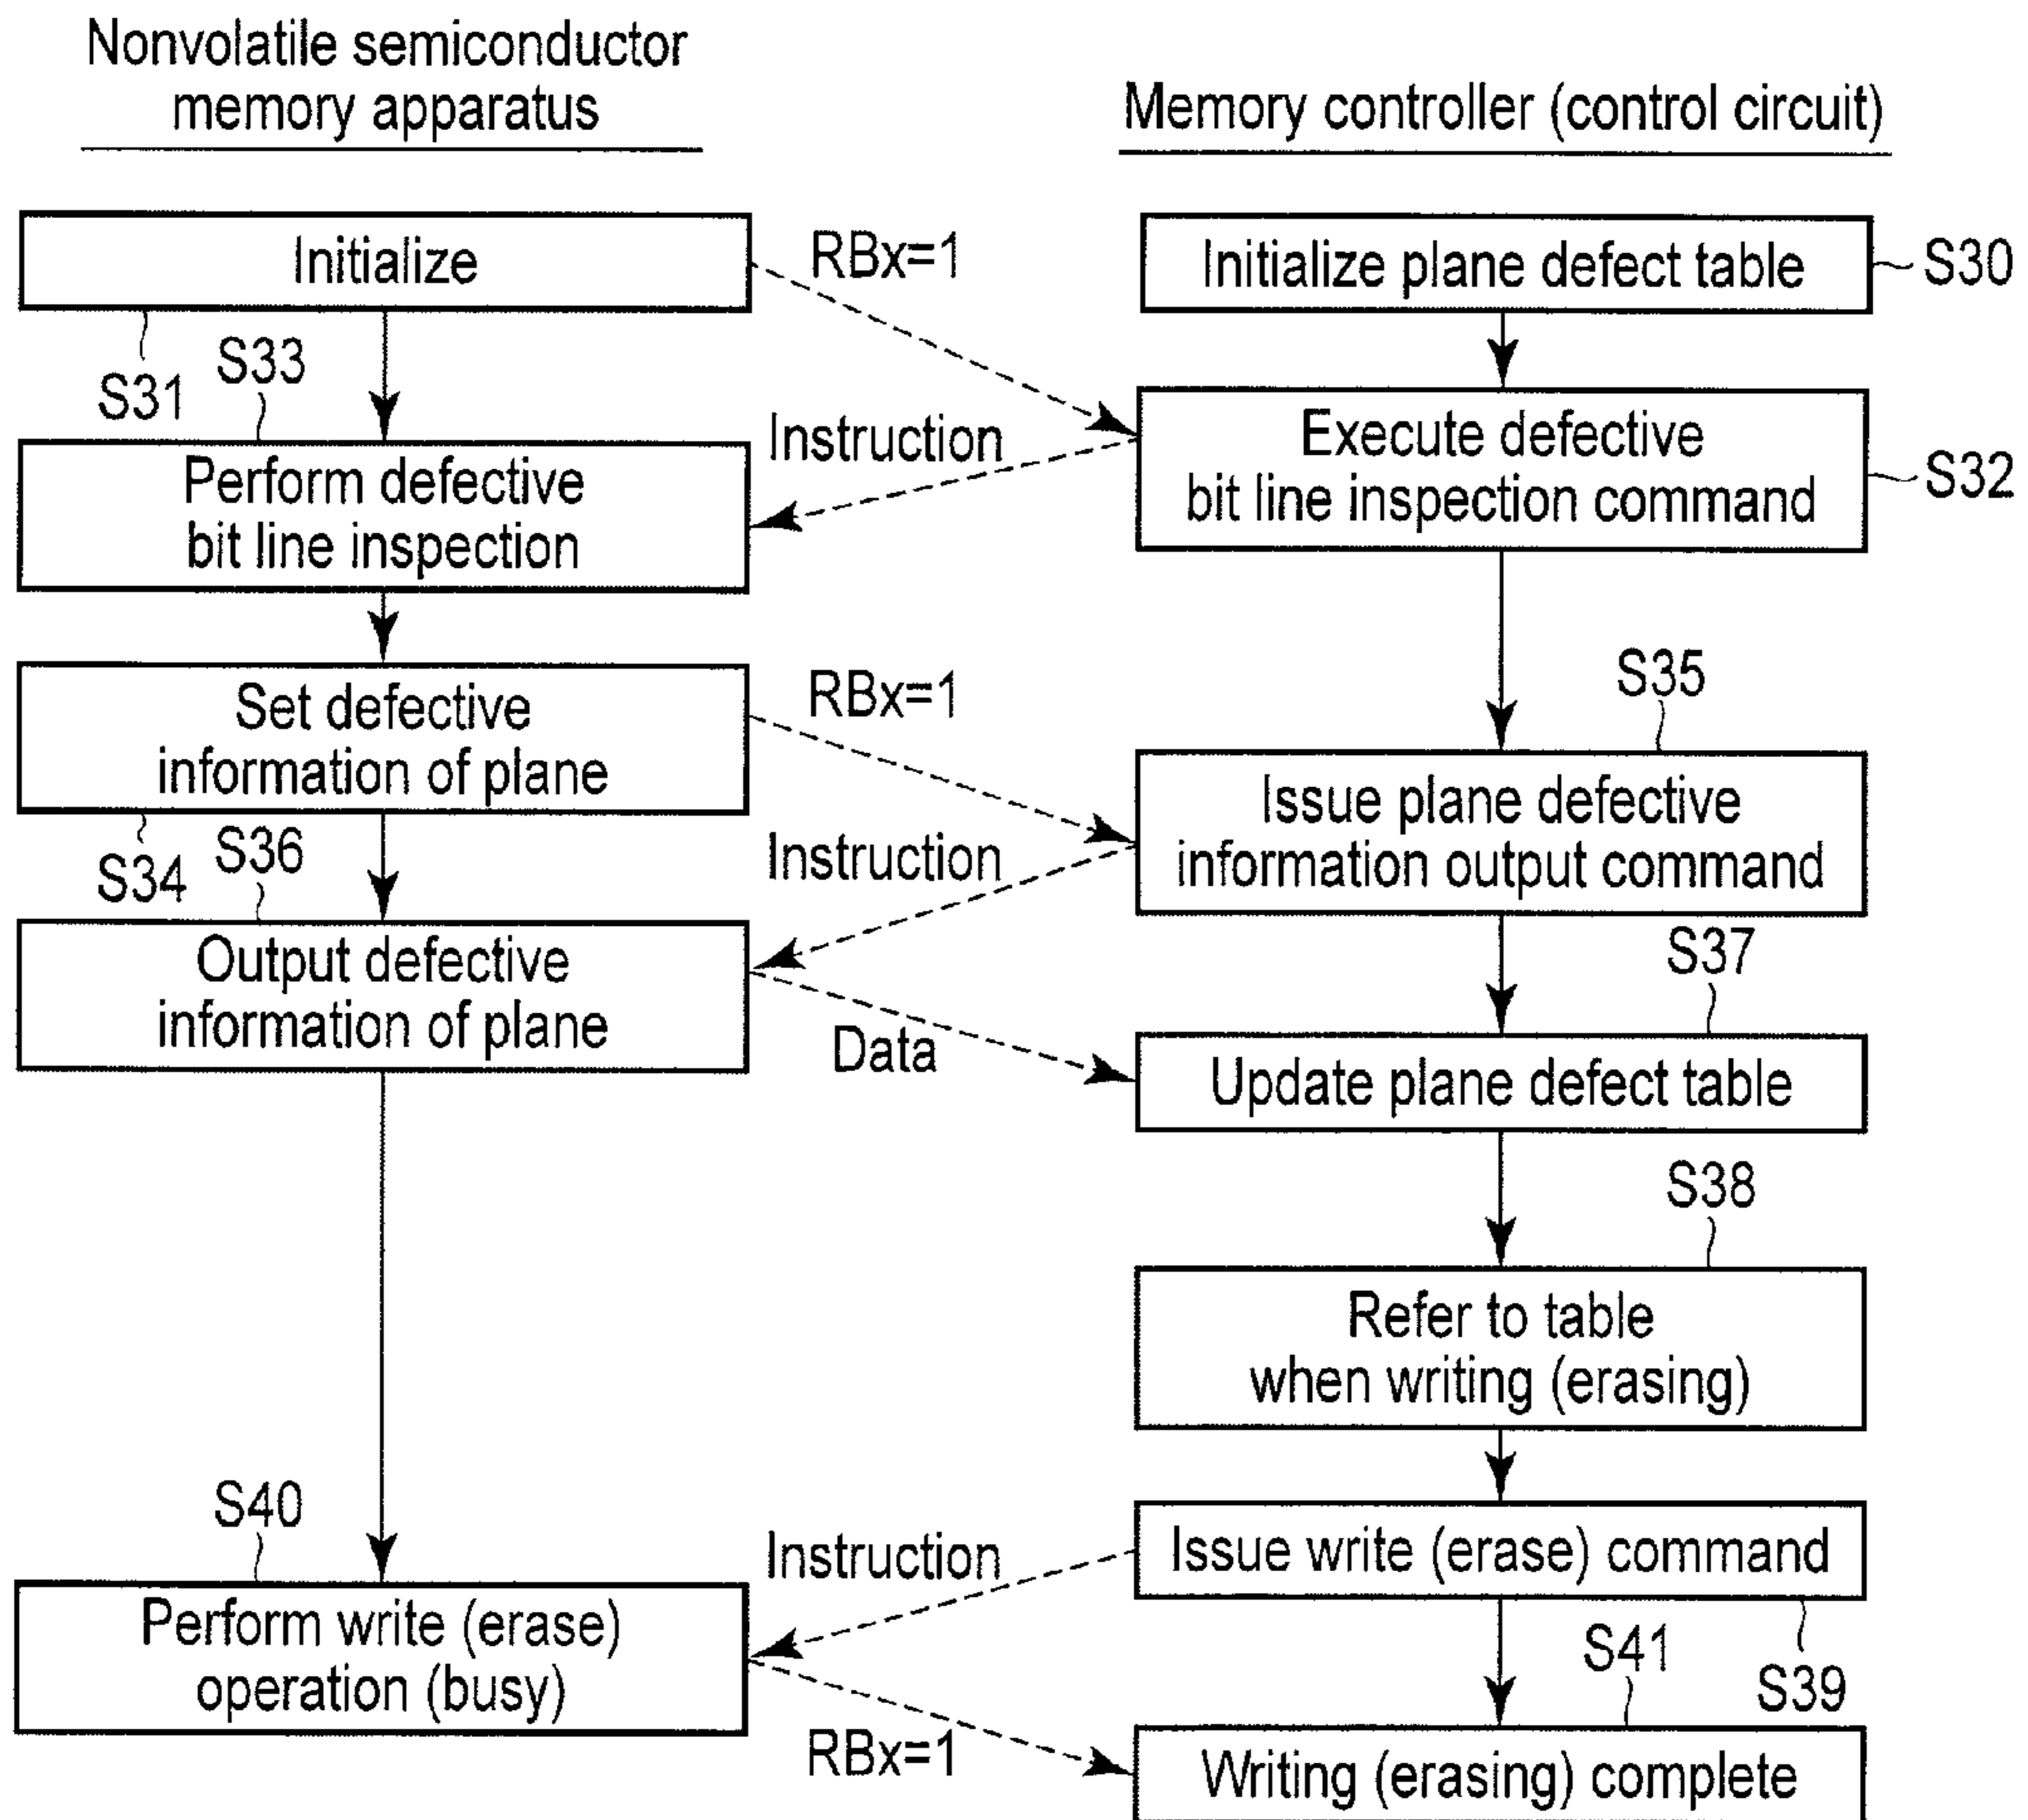 Nonvolatile semiconductor
memory apparatus
Memory controller (control circuit)
Initialize
RBx=1
Initialize plane defect table
S30
S31
S33
Instruction
Execute defective
bit line inspection command
S32
Perform defective
bit line inspection
Set defective
information of plane
RBx=1
S35
Issue plane defective
information output command
S34
S36
Instruction
Output defective
information of plane
Data
S37
Update plane defect table
S38
Refer to table
when writing (erasing)
S40
Instruction
Issue write (erase) command
Perform write (erase)
operation (busy)
S41
S39
RBx=1
Writing (erasing) complete